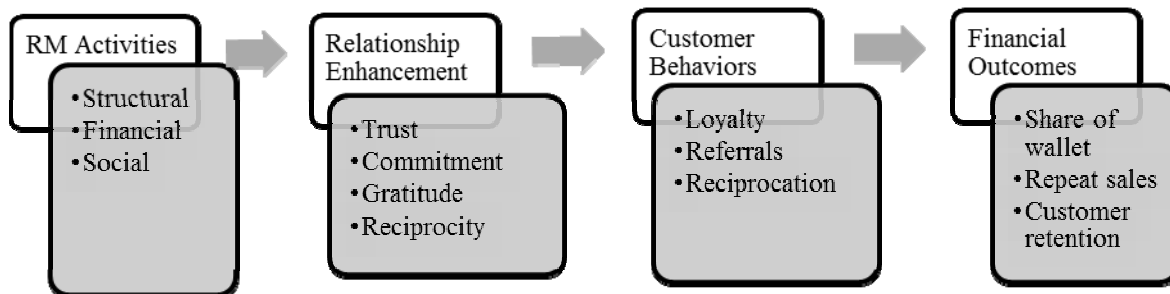 RM Activities
•Structural
•Financial
•Social
Relationship
Enhancement
•Trust
•Commitment
•Gratitude
•Reciprocity
Customer
Behaviors
•Loyalty
•Referrals
•Reciprocation
Financial
Outcomes
•Share of
wallet
•Repeat sales
•Customer
retention